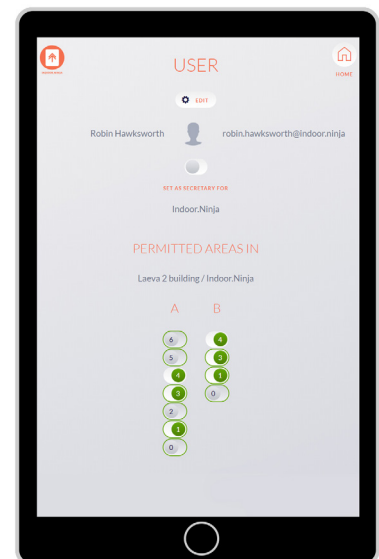 USER
HOME
EDIT
Robin Hawksworth robin.hawksworth@indoor.ninja
SET AS SECRETARY FOR
Indoor.Ninja
PERMITTED AREAS IN
Laeva 2 building / Indoor.Ninja
A B
6 4
5 3
4 1
3 0
2
1
0